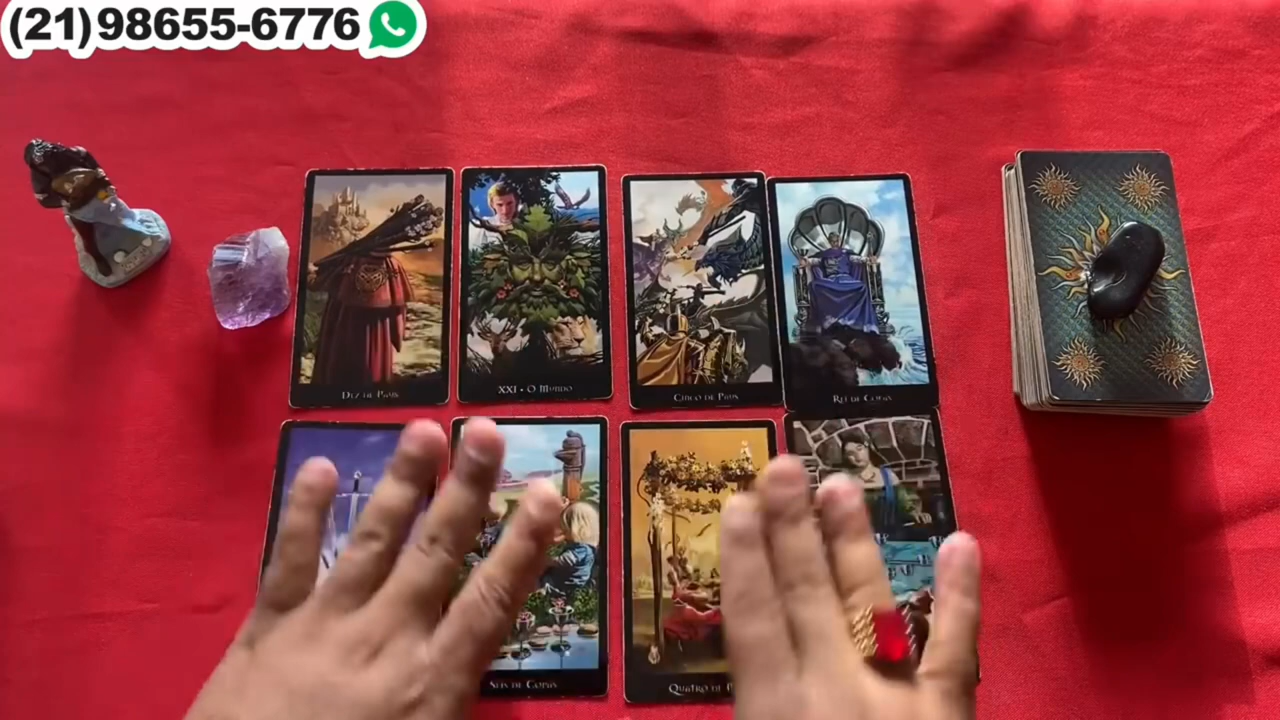 (21)98655-6776
DEZ DE PAUS
XXI • O MUNDO
CINCO DE PAUS
REI DE COPAS
SEIS DE COPAS
QUATRO DE P